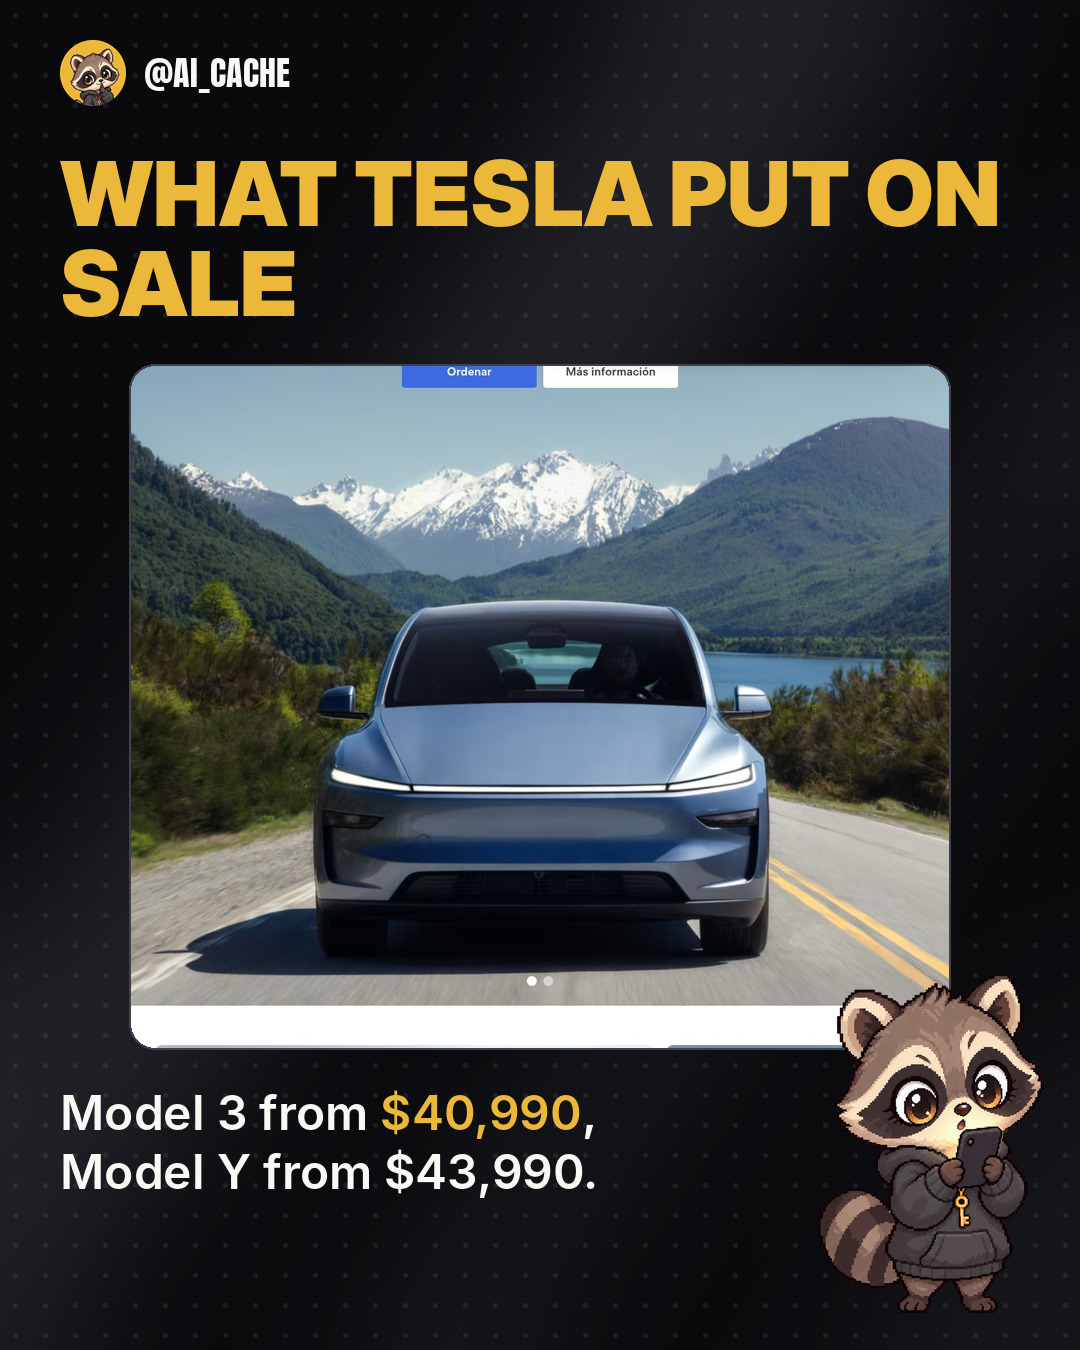 @AI_CACHE
WHAT TESLA PUT ON
SALE
Ordenar
Más información
Model 3 from $40,990,
Model Y from $43,990.